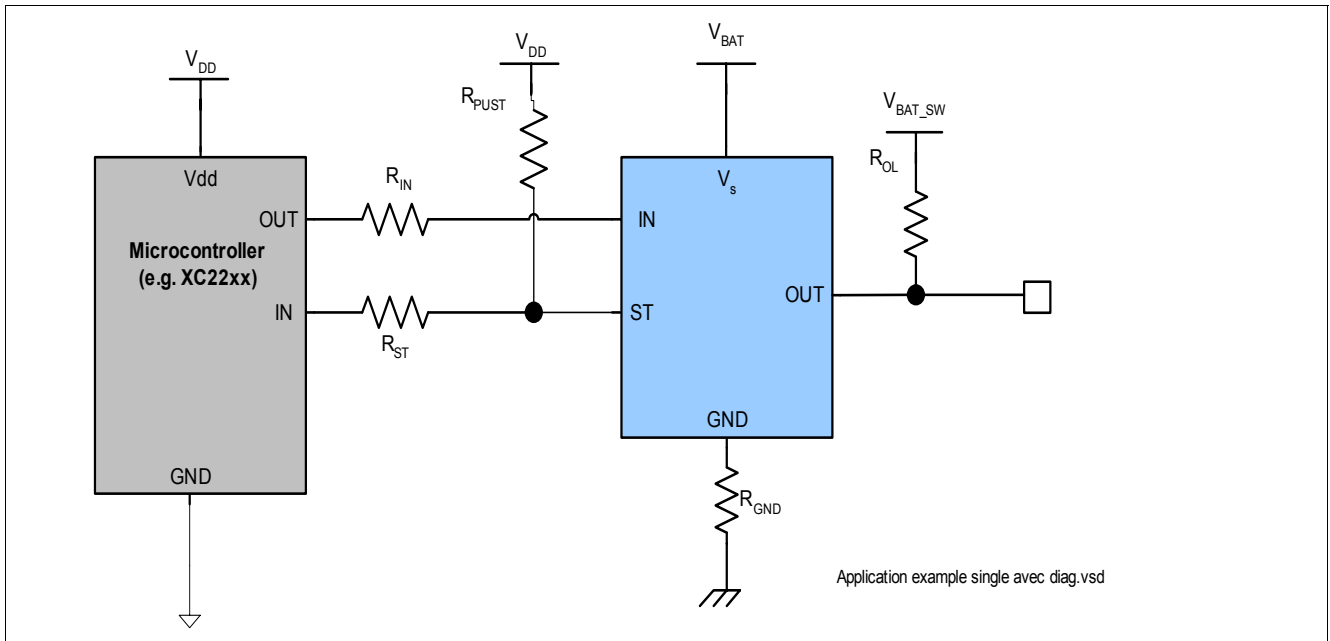 V_DD
V_DD
V_BAT
R_PUST
V_BAT_SW
R_OL
Vdd
V_s
R_IN
OUT
IN
Microcontroller
(e.g. XC22xx)
IN
ST
OUT
R_ST
GND
GND
R_GND
Application example single avec diag.vsd